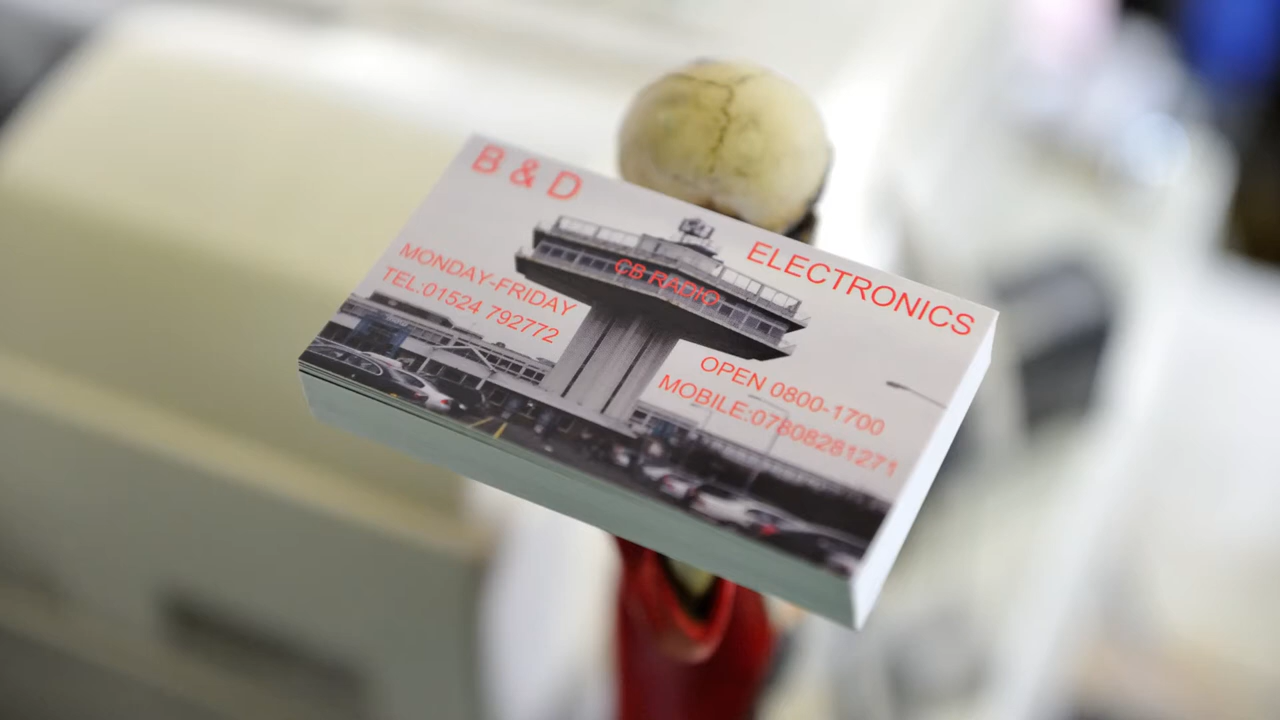 B & D
ELECTRONICS
CB RADIO
MONDAY-FRIDAY
TEL:01524 792772
OPEN 0800-1700
MOBILE:07808281271